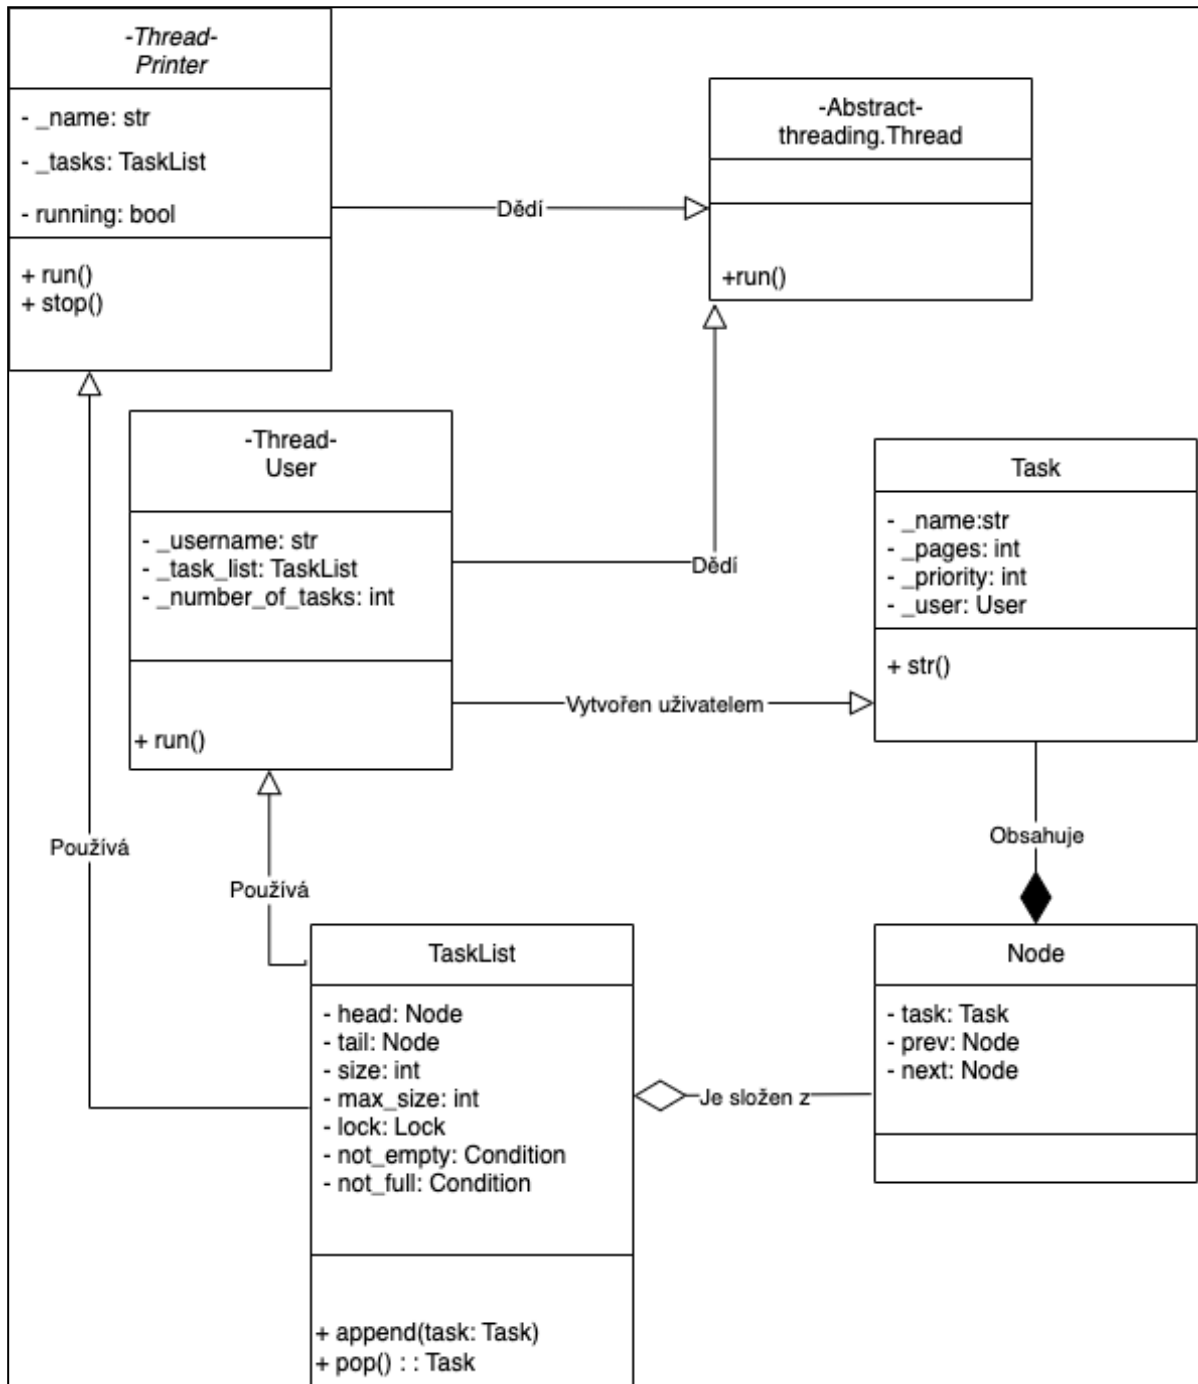 -Thread-
Printer
- _name: str
- _tasks: TaskList
- running: bool
+ run()
+ stop()
-Abstract-
threading.Thread
+run()
Dědí
-Thread-
User
- _username: str
- _task_list: TaskList
- _number_of_tasks: int
+ run()
Dědí
Task
- _name:str
- _pages: int
- _priority: int
- _user: User
+ str()
Vytvořen uživatelem
Používá
Používá
Obsahuje
TaskList
- head: Node
- tail: Node
- size: int
- max_size: int
- lock: Lock
- not_empty: Condition
- not_full: Condition
+ append(task: Task)
+ pop() : : Task
Je složen z
Node
- task: Task
- prev: Node
- next: Node